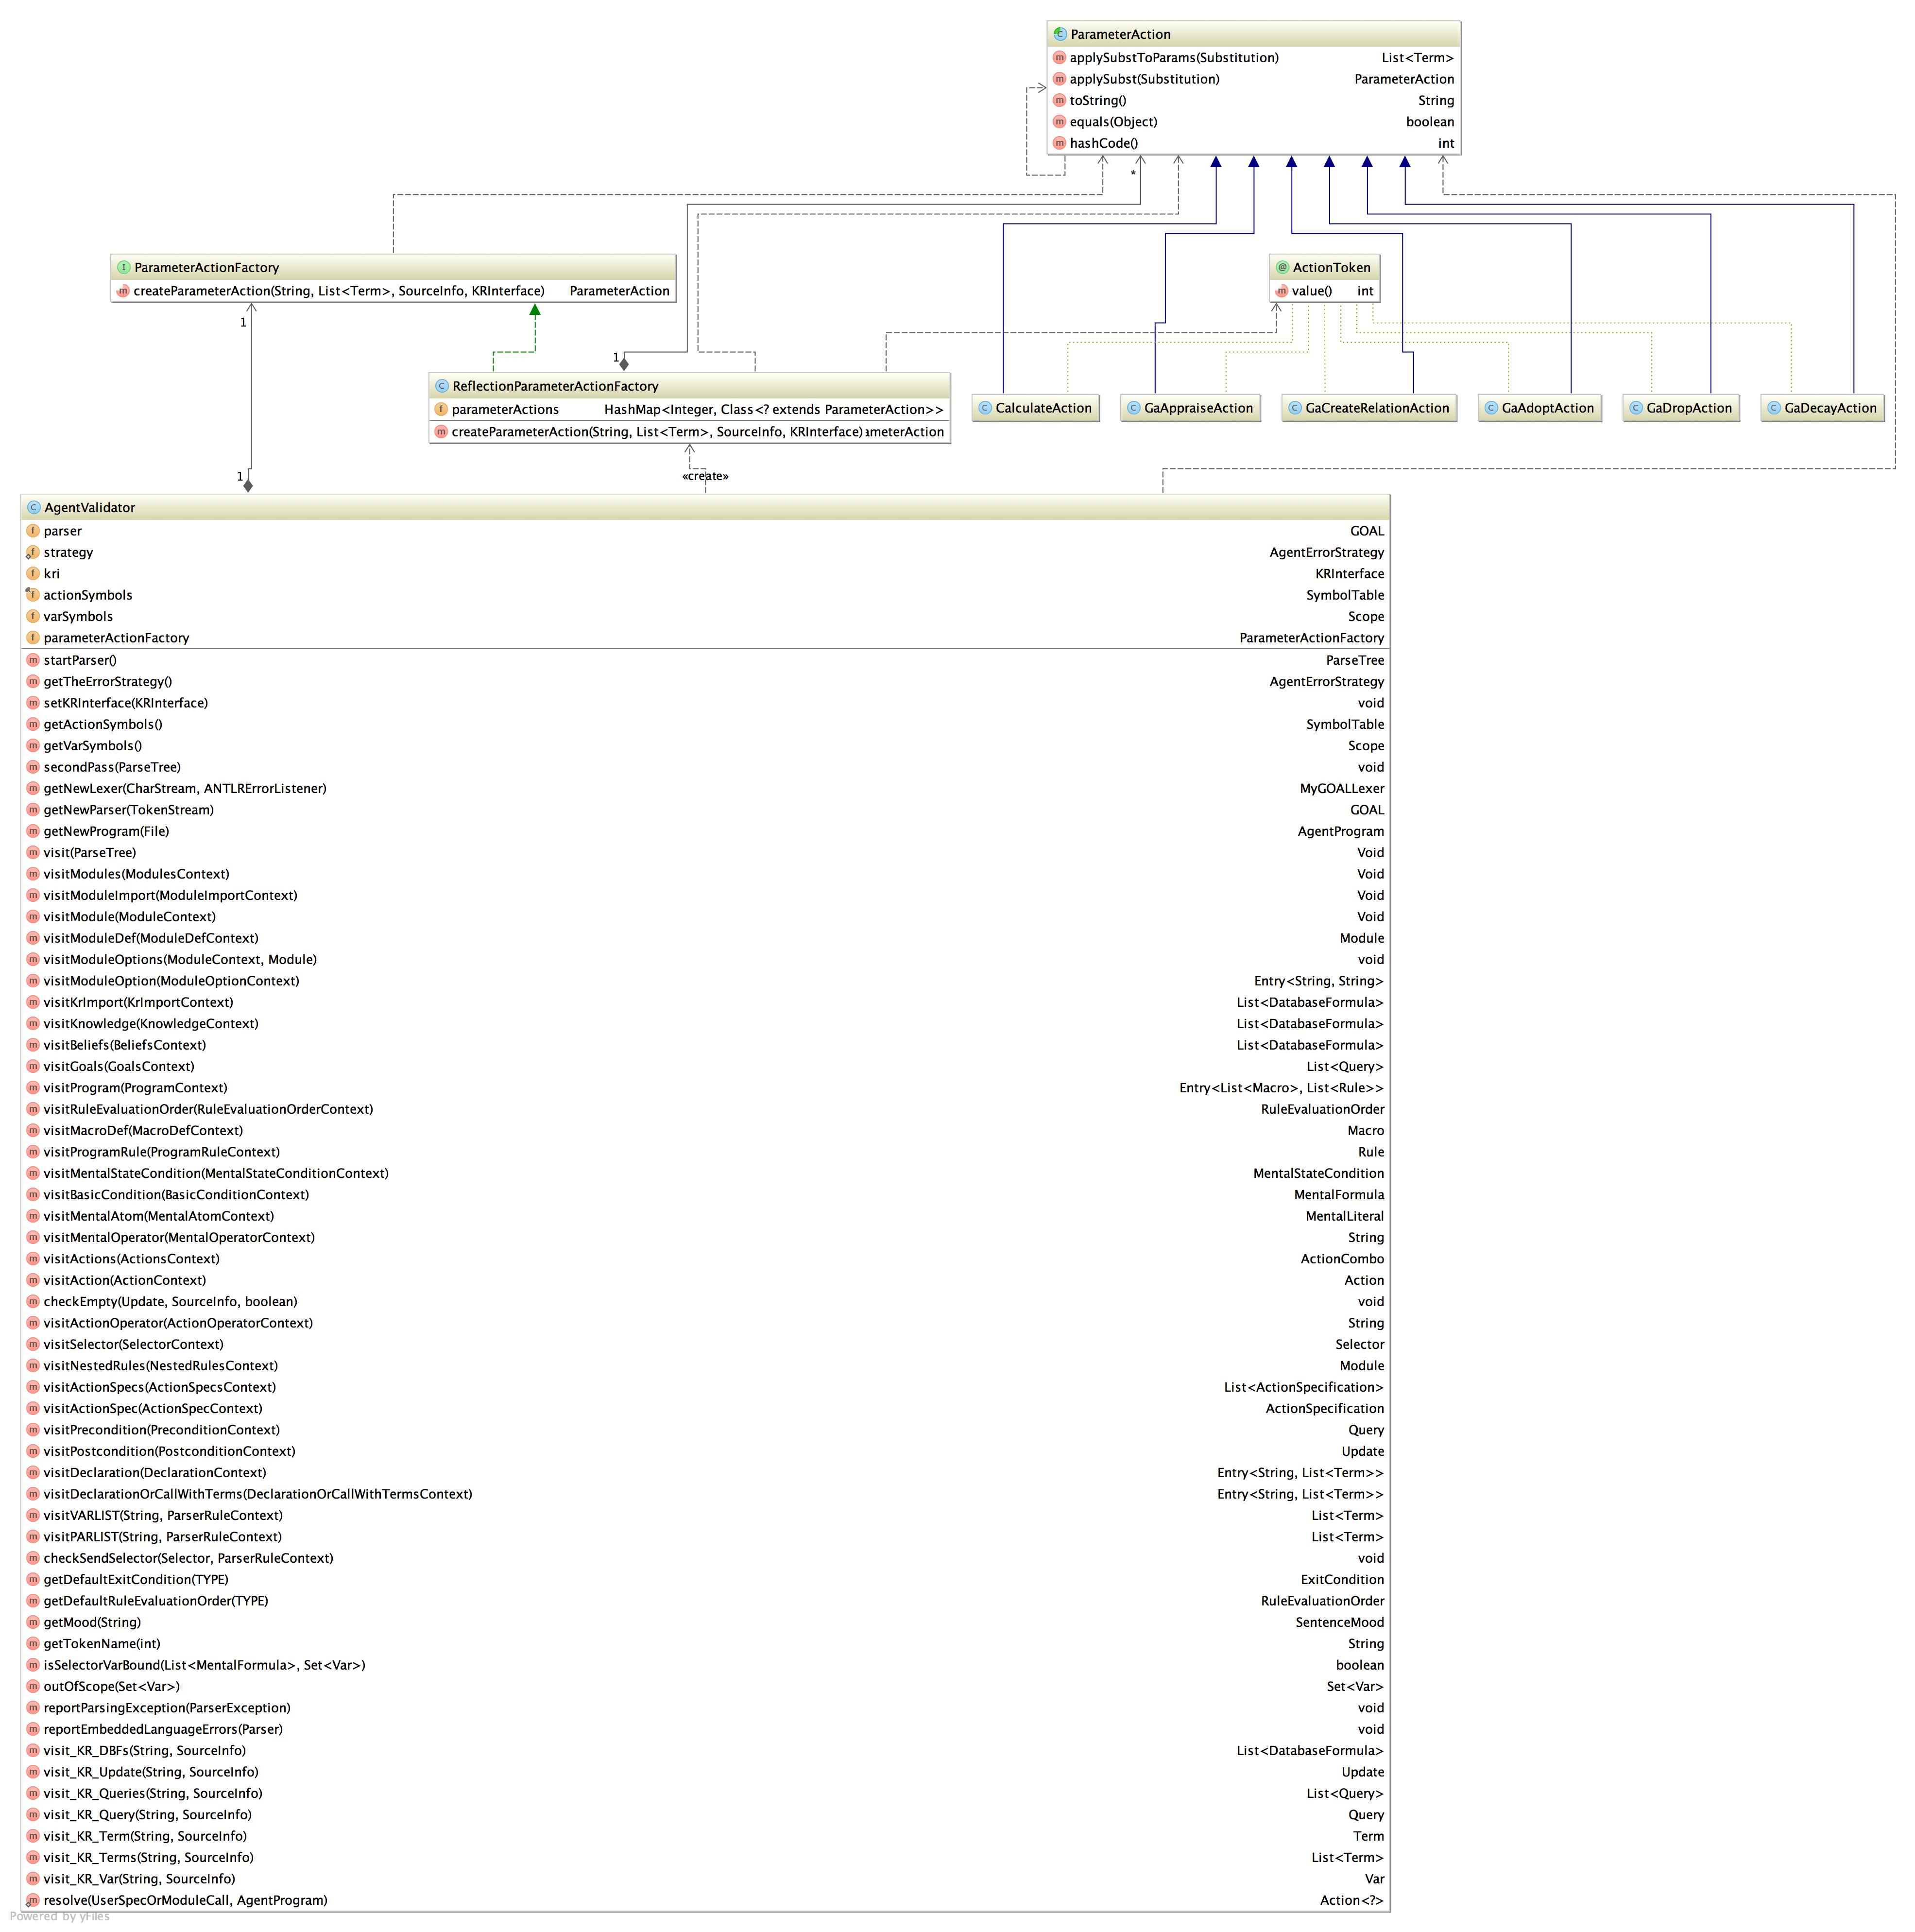 ParameterAction
applySubstToParams(Substitution) List<Term>
applySubst(Substitution) ParameterAction
toString() String
equals(Object) boolean
hashCode() int
*
ParameterActionFactory
createParameterAction(String, List<Term>, SourceInfo, KRInterface) ParameterAction
ActionToken
value() int
1
1
ReflectionParameterActionFactory
parameterActions HashMap<Integer, Class<? extends ParameterAction>>
createParameterAction(String, List<Term>, SourceInfo, KRInterface) ımeterAction
CalculateAction
GaAppraiseAction
GaCreateRelationAction
GaAdoptAction
GaDropAction
GaDecayAction
1
«create»
AgentValidator
parser GOAL
strategy AgentErrorStrategy
kri KRInterface
actionSymbols SymbolTable
varSymbols Scope
parameterActionFactory ParameterActionFactory
startParser() ParseTree
getTheErrorStrategy() AgentErrorStrategy
setKRInterface(KRInterface) void
getActionSymbols() SymbolTable
getVarSymbols() Scope
secondPass(ParseTree) void
getNewLexer(CharStream, ANTLRErrorListener) MyGOALLexer
getNewParser(TokenStream) GOAL
getNewProgram(File) AgentProgram
visit(ParseTree) Void
visitModules(ModulesContext) Void
visitModuleImport(ModuleImportContext) Void
visitModule(ModuleContext) Void
visitModuleDef(ModuleDefContext) Module
visitModuleOptions(ModuleContext, Module) void
visitModuleOption(ModuleOptionContext) Entry<String, String>
visitKrImport(KrImportContext) List<DatabaseFormula>
visitKnowledge(KnowledgeContext) List<DatabaseFormula>
visitBeliefs(BeliefsContext) List<DatabaseFormula>
visitGoals(GoalsContext) List<Query>
visitProgram(ProgramContext) Entry<List<Macro>, List<Rule>>
visitRuleEvaluationOrder(RuleEvaluationOrderContext) RuleEvaluationOrder
visitMacroDef(MacroDefContext) Macro
visitProgramRule(ProgramRuleContext) Rule
visitMentalStateCondition(MentalStateConditionContext) MentalStateCondition
visitBasicCondition(BasicConditionContext) MentalFormula
visitMentalAtom(MentalAtomContext) MentalLiteral
visitMentalOperator(MentalOperatorContext) String
visitActions(ActionsContext) ActionCombo
visitAction(ActionContext) Action
checkEmpty(Update, SourceInfo, boolean) void
visitActionOperator(ActionOperatorContext) String
visitSelector(SelectorContext) Selector
visitNestedRules(NestedRulesContext) Module
visitActionSpecs(ActionSpecsContext) List<ActionSpecification>
visitActionSpec(ActionSpecContext) ActionSpecification
visitPrecondition(PreconditionContext) Query
visitPostcondition(PostconditionContext) Update
visitDeclaration(DeclarationContext) Entry<String, List<Term>>
visitDeclarationOrCallWithTerms(DeclarationOrCallWithTermsContext) Entry<String, List<Term>>
visitVARLIST(String, ParserRuleContext) List<Term>
visitPARLIST(String, ParserRuleContext) List<Term>
checkSendSelector(Selector, ParserRuleContext) void
getDefaultExitCondition(TYPE) ExitCondition
getDefaultRuleEvaluationOrder(TYPE) RuleEvaluationOrder
getMood(String) SentenceMood
getTokenName(int) String
isSelectorVarBound(List<MentalFormula>, Set<Var>) boolean
outOfScope(Set<Var>) Set<Var>
reportParsingException(ParserException) void
reportEmbeddedLanguageErrors(Parser) void
visit_KR_DBFs(String, SourceInfo) List<DatabaseFormula>
visit_KR_Update(String, SourceInfo) Update
visit_KR_Queries(String, SourceInfo) List<Query>
visit_KR_Query(String, SourceInfo) Query
visit_KR_Term(String, SourceInfo) Term
visit_KR_Terms(String, SourceInfo) List<Term>
visit_KR_Var(String, SourceInfo) Var
resolve(UserSpecOrModuleCall, AgentProgram) Action<?>
Powered by yFiles